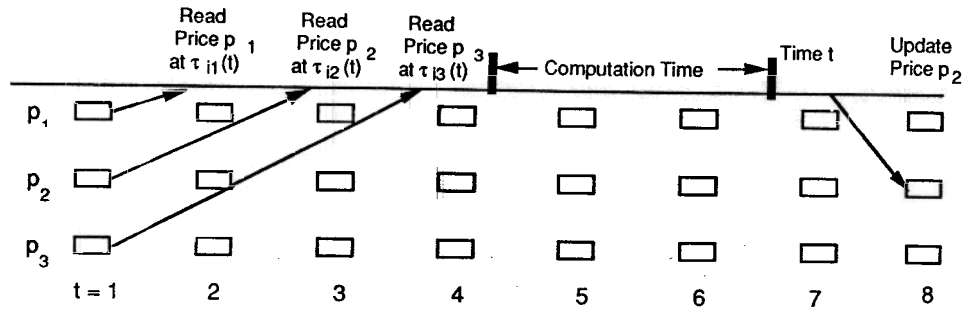 Read
Price p 1
at τ i1 (t)
Read
Price p 2
at τ i2 (t)
Read
Price p 3
at τ i3 (t)
Computation Time
Time t
Update
Price p 2
p 1
p 2
p 3
t = 1 2 3 4 5 6 7 8